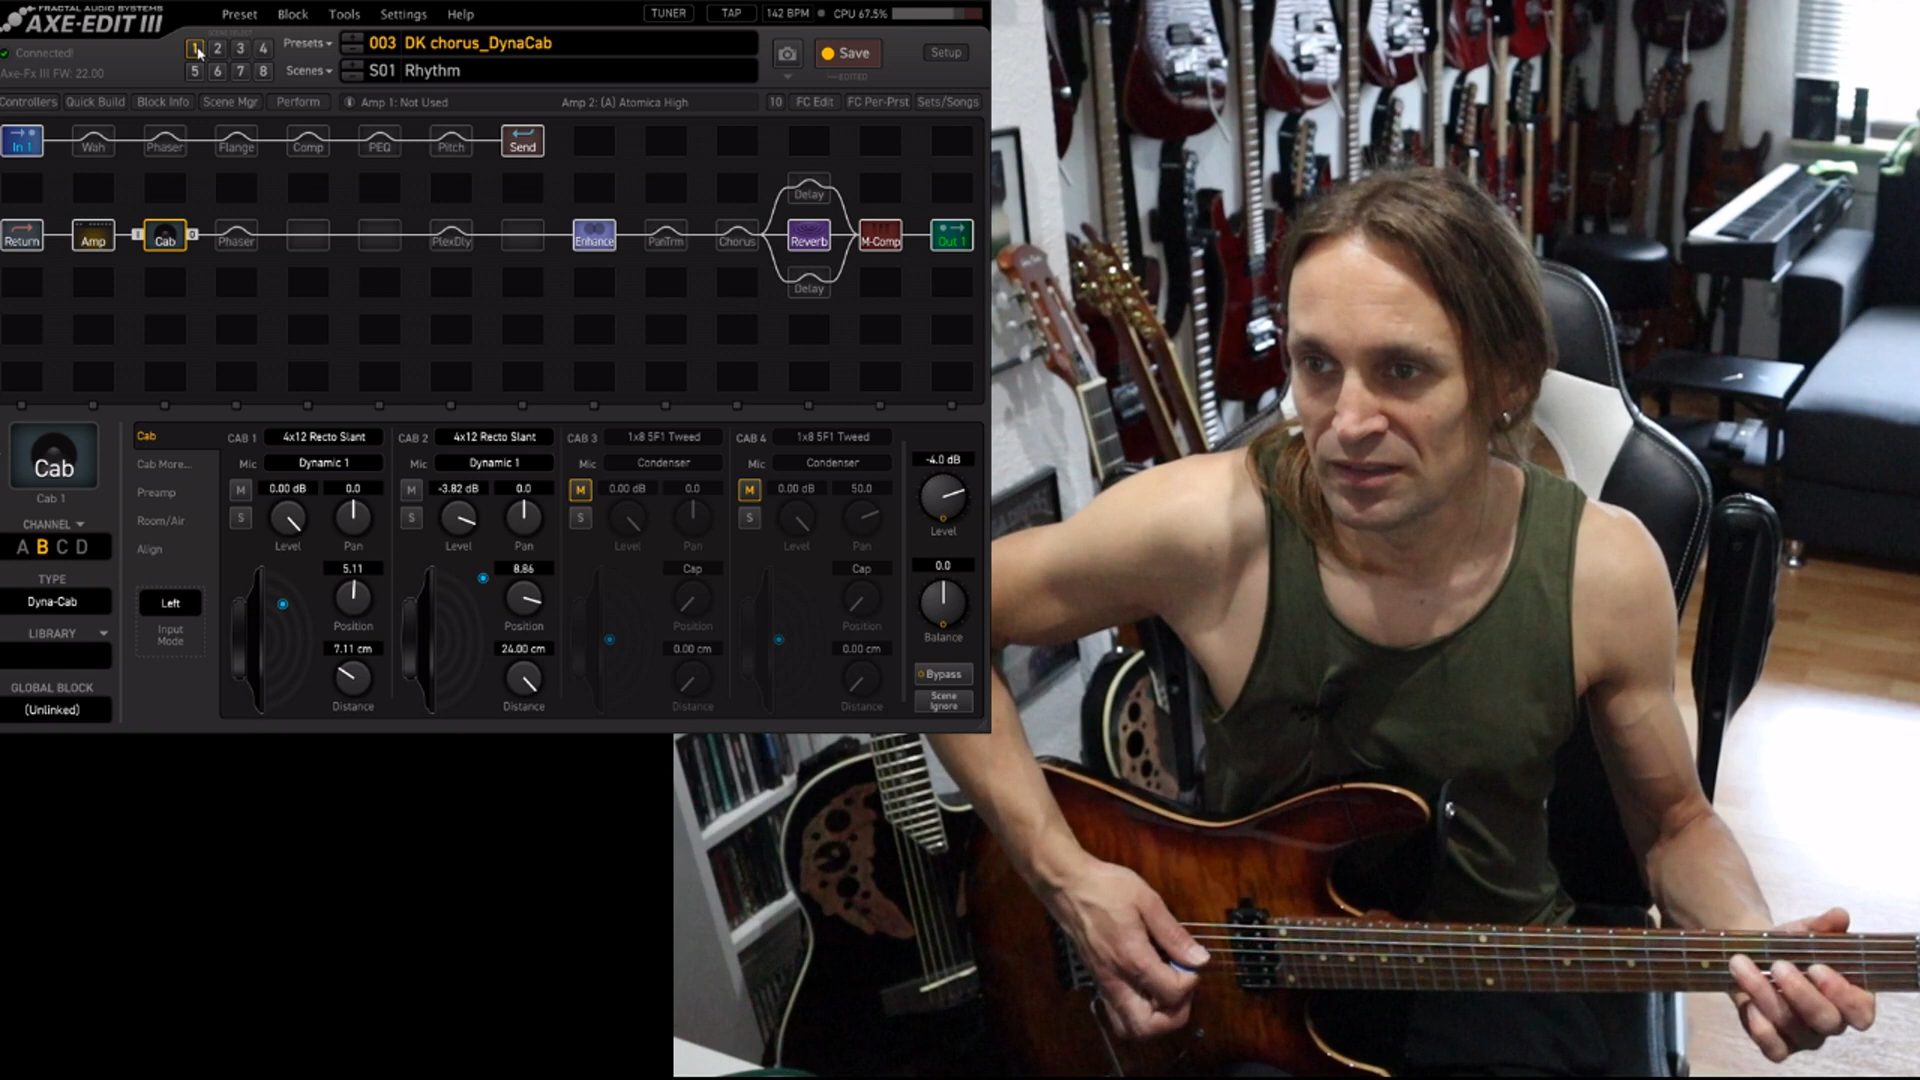 FRACTAL AUDIO SYSTEMS
AXE-EDIT III
Preset Block Tools Settings Help
TUNER TAP 142 BPM CPU 67.5%
Connected!
Axe-Fx III FW: 22.00
SCENE SELECT
1 2 3 4
5 6 7 8
Presets 003 DK chorus_DynaCab
Scenes S01 Rhythm
Save
EDITED
Setup
Controllers Quick Build Block Info Scene Mgr Perform Amp 1: Not Used Amp 2: (A) Atomica High 10 FC Edit FC Per-Prst Sets/Songs
In 1 Wah Phaser Flange Comp PEQ Pitch Send
Delay
Return Amp Cab Phaser PlexDly Enhance PanTrm Chorus Reverb M-Comp Out 1
Delay
Cab
Cab 1
CHANNEL
A B C D
TYPE
Dyna-Cab
LIBRARY
GLOBAL BLOCK
(Unlinked)
Cab
Cab More...
Preamp
Room/Air
Align
Left
Input
Mode
CAB 1 4x12 Recto Slant
Mic Dynamic 1
M 0.00 dB 0.0
S
Level Pan
5.11
Position
7.11 cm
Distance
CAB 2 4x12 Recto Slant
Mic Dynamic 1
M -3.82 dB 0.0
S
Level Pan
8.86
Position
24.00 cm
Distance
CAB 3 1x8 5F1 Tweed
Mic Condenser
M 0.00 dB 0.0
S
Level Pan
Cap
Position
0.00 cm
Distance
CAB 4 1x8 5F1 Tweed
Mic Condenser
M 0.00 dB 50.0
S
Level Pan
Cap
Position
0.00 cm
Distance
-4.0 dB
Level
0.0
Balance
Bypass
Scene
Ignore